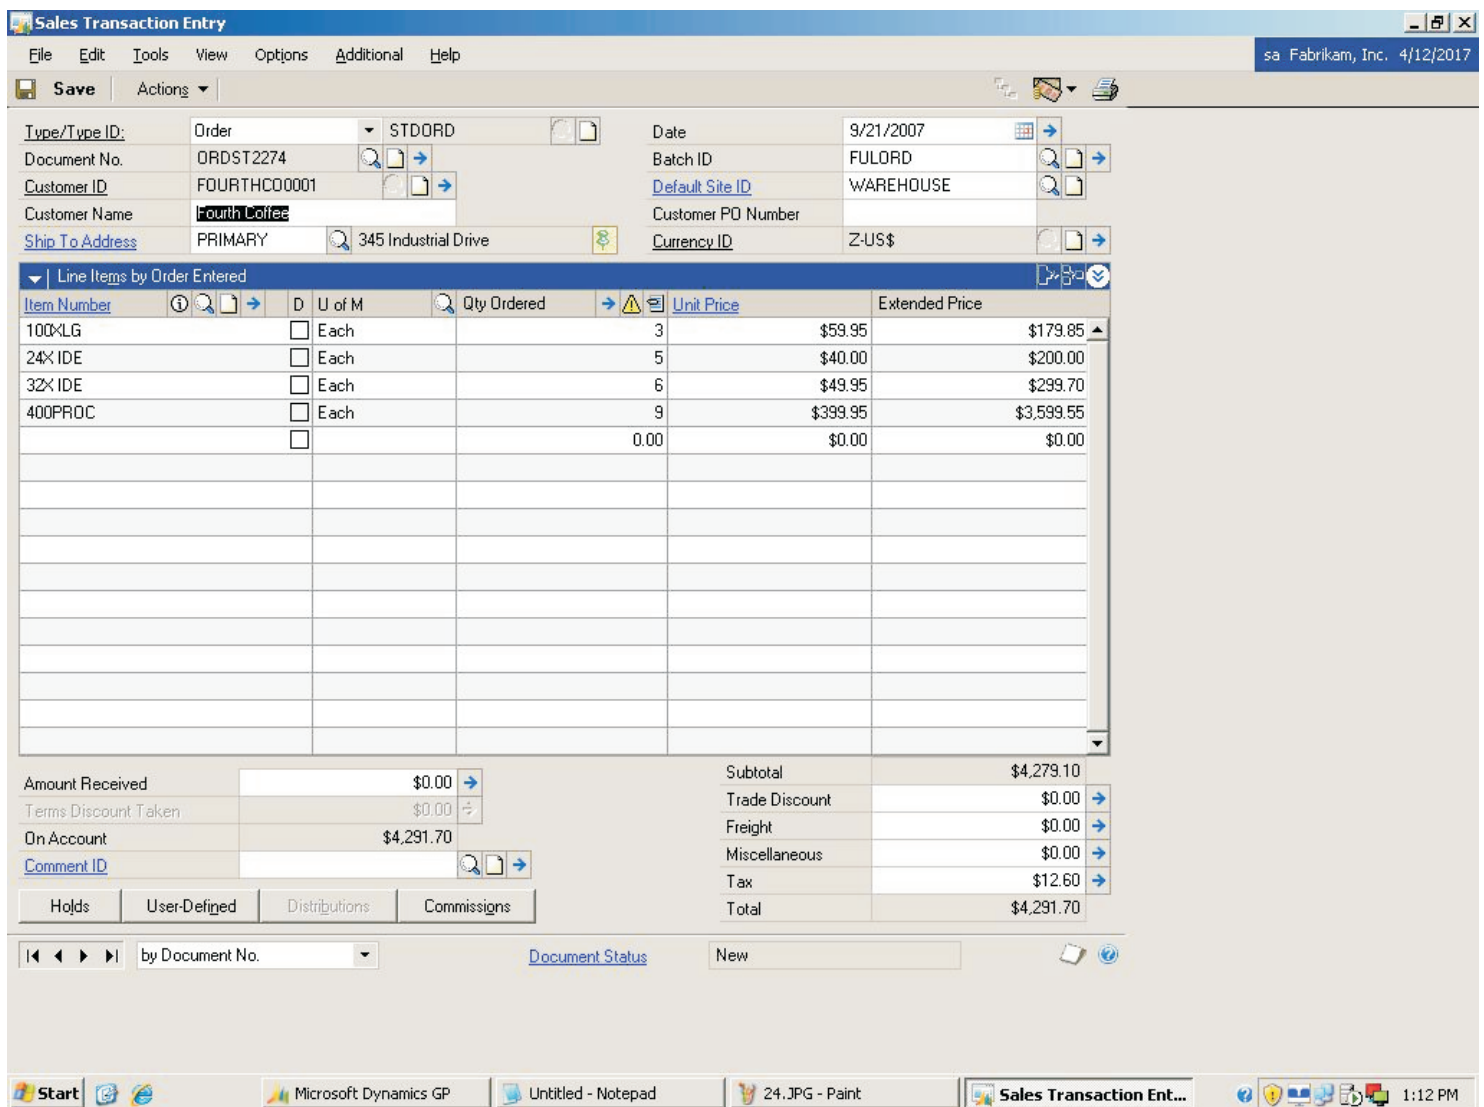 Sales Transaction Entry
File Edit Tools View Options Additional Help
sa Fabrikam, Inc. 4/12/2017
Save Actions
Type/Type ID: Order STDORD Date 9/21/2007
Document No. ORDST2274 Batch ID FULORD
Customer ID FOURTHCO0001 Default Site ID WAREHOUSE
Customer Name Fourth Coffee Customer PO Number
Ship To Address PRIMARY 345 Industrial Drive Currency ID Z-US$
Line Items by Order Entered
Item Number D U of M Qty Ordered Unit Price Extended Price
100XLG Each 3 $59.95 $179.85
24X IDE Each 5 $40.00 $200.00
32X IDE Each 6 $49.95 $299.70
400PROC Each 9 $399.95 $3,599.55
0.00 $0.00 $0.00
Subtotal $4,279.10
Amount Received $0.00
Trade Discount $0.00
Terms Discount Taken $0.00
Freight $0.00
On Account $4,291.70
Miscellaneous $0.00
Comment ID
Tax $12.60
Holds User-Defined Distributions Commissions
Total $4,291.70
by Document No. Document Status New
Start Microsoft Dynamics GP Untitled - Notepad 24.JPG - Paint Sales Transaction Ent... 1:12 PM